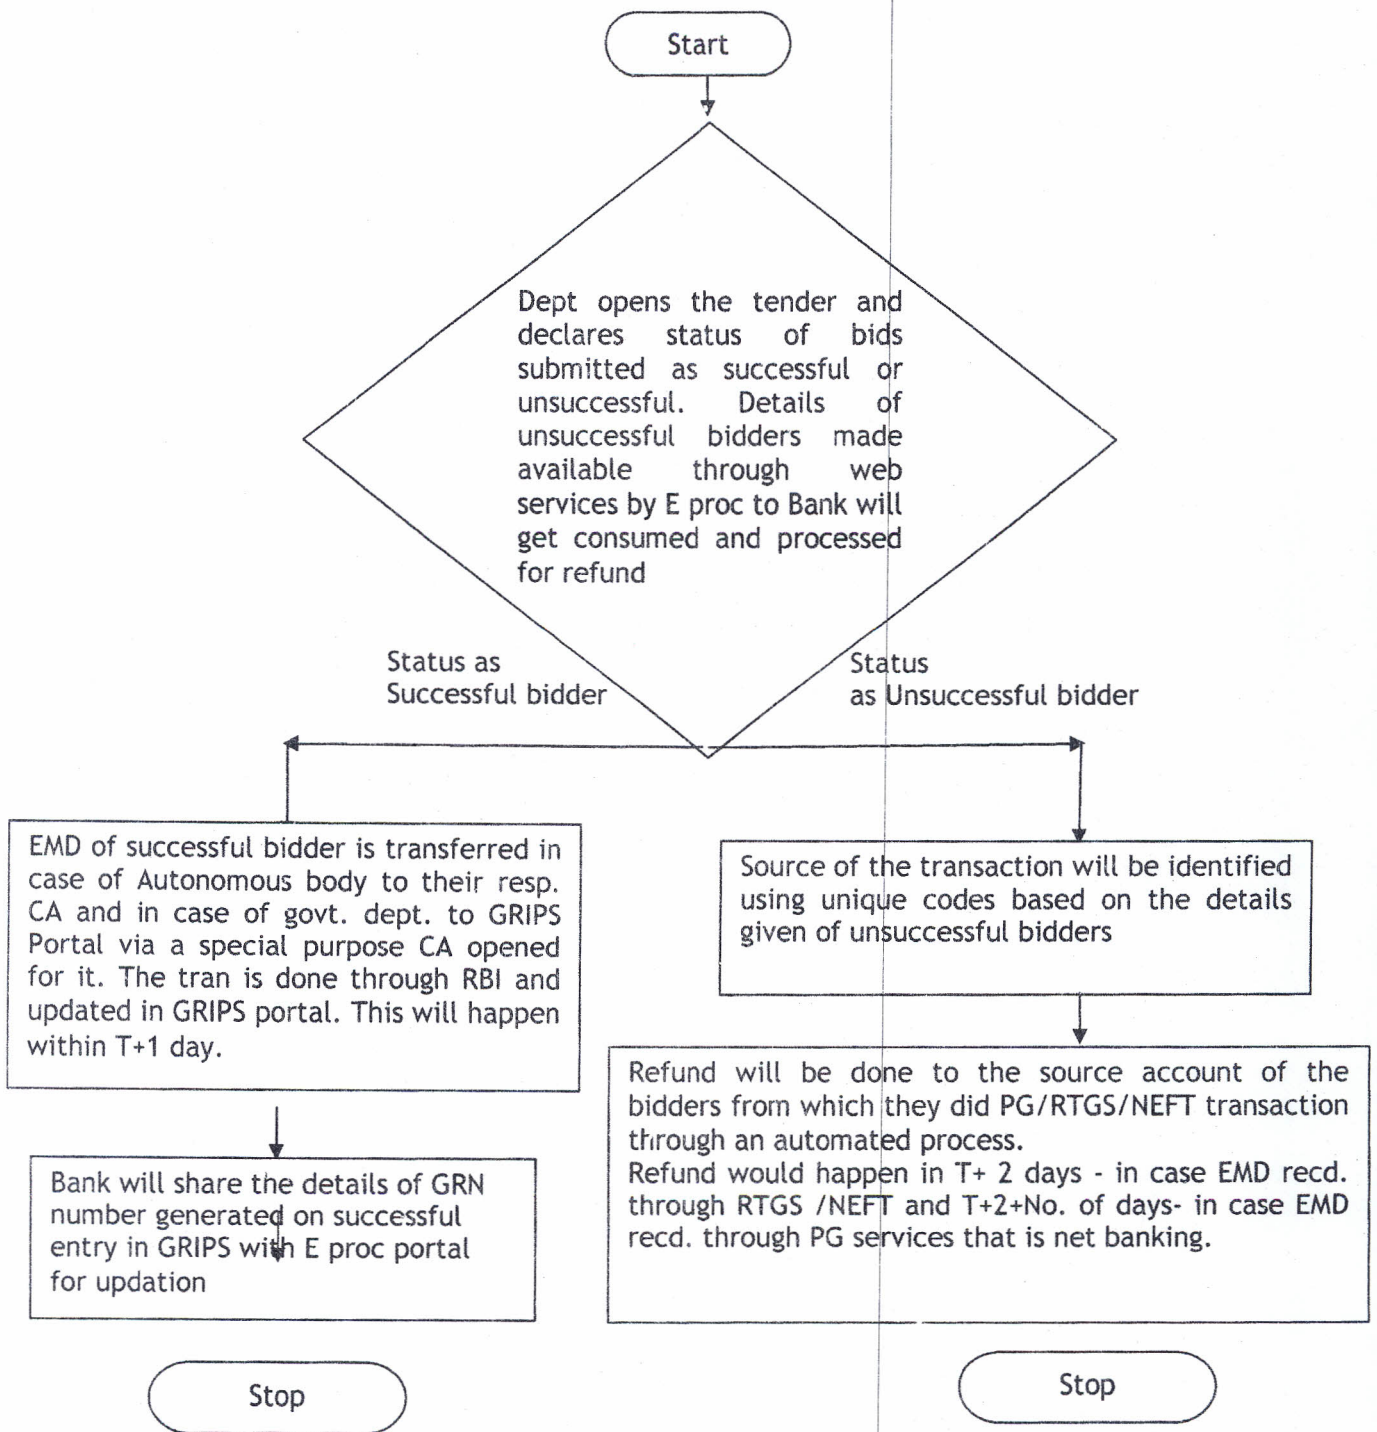 Start
Dept opens the tender and
declares status of bids
submitted as successful or
unsuccessful. Details of
unsuccessful bidders made
available through web
services by E proc to Bank will
get consumed and processed
for refund
Status as
Successful bidder
Status
as Unsuccessful bidder
EMD of successful bidder is transferred in
case of Autonomous body to their resp.
CA and in case of govt. dept. to GRIPS
Portal via a special purpose CA opened
for it. The tran is done through RBI and
updated in GRIPS portal. This will happen
within T+1 day.
Source of the transaction will be identified
using unique codes based on the details
given of unsuccessful bidders
Bank will share the details of GRN
number generated on successful
entry in GRIPS with E proc portal
for updation
Refund will be done to the source account of the
bidders from which they did PG/RTGS/NEFT transaction
through an automated process.
Refund would happen in T+ 2 days - in case EMD recd.
through RTGS /NEFT and T+2+No. of days- in case EMD
recd. through PG services that is net banking.
Stop
Stop